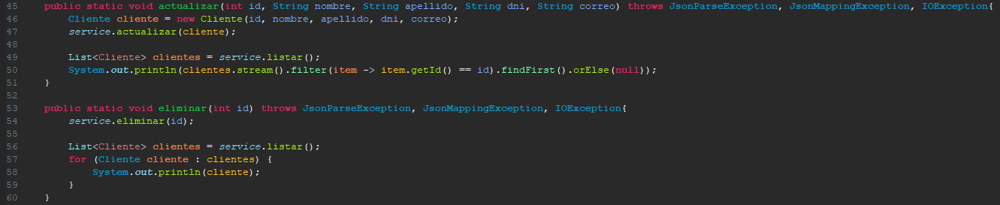 45 public static void actualizar(int id, String nombre, String apellido, String dni, String correo) throws JsonParseException, JsonMappingException, IOException{
46 Cliente cliente = new Cliente(id, nombre, apellido, dni, correo);
47 service.actualizar(cliente);
48
49 List<Cliente> clientes = service.listar();
50 System.out.println(clientes.stream().filter(item -> item.getId() == id).findFirst().orElse(null));
51 }
52
53 public static void eliminar(int id) throws JsonParseException, JsonMappingException, IOException{
54 service.eliminar(id);
55
56 List<Cliente> clientes = service.listar();
57 for (Cliente cliente : clientes) {
58 System.out.println(cliente);
59 }
60 }